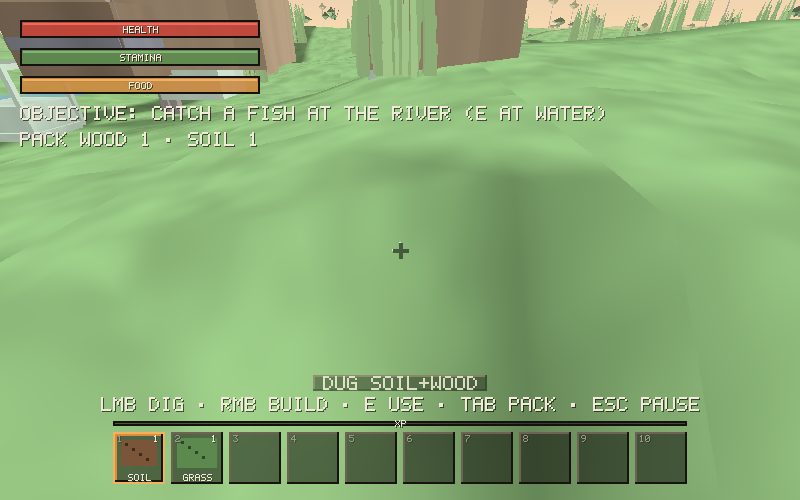 HEALTH
STAMINA
FOOD
OBJECTIVE: CATCH A FISH AT THE RIVER (E AT WATER)
PACK WOOD 1 · SOIL 1
DUG SOIL+WOOD
LMB DIG · RMB BUILD · E USE · TAB PACK · ESC PAUSE
XP
1 1 2 1 3 4 5 6 7 8 9 10
SOIL GRASS